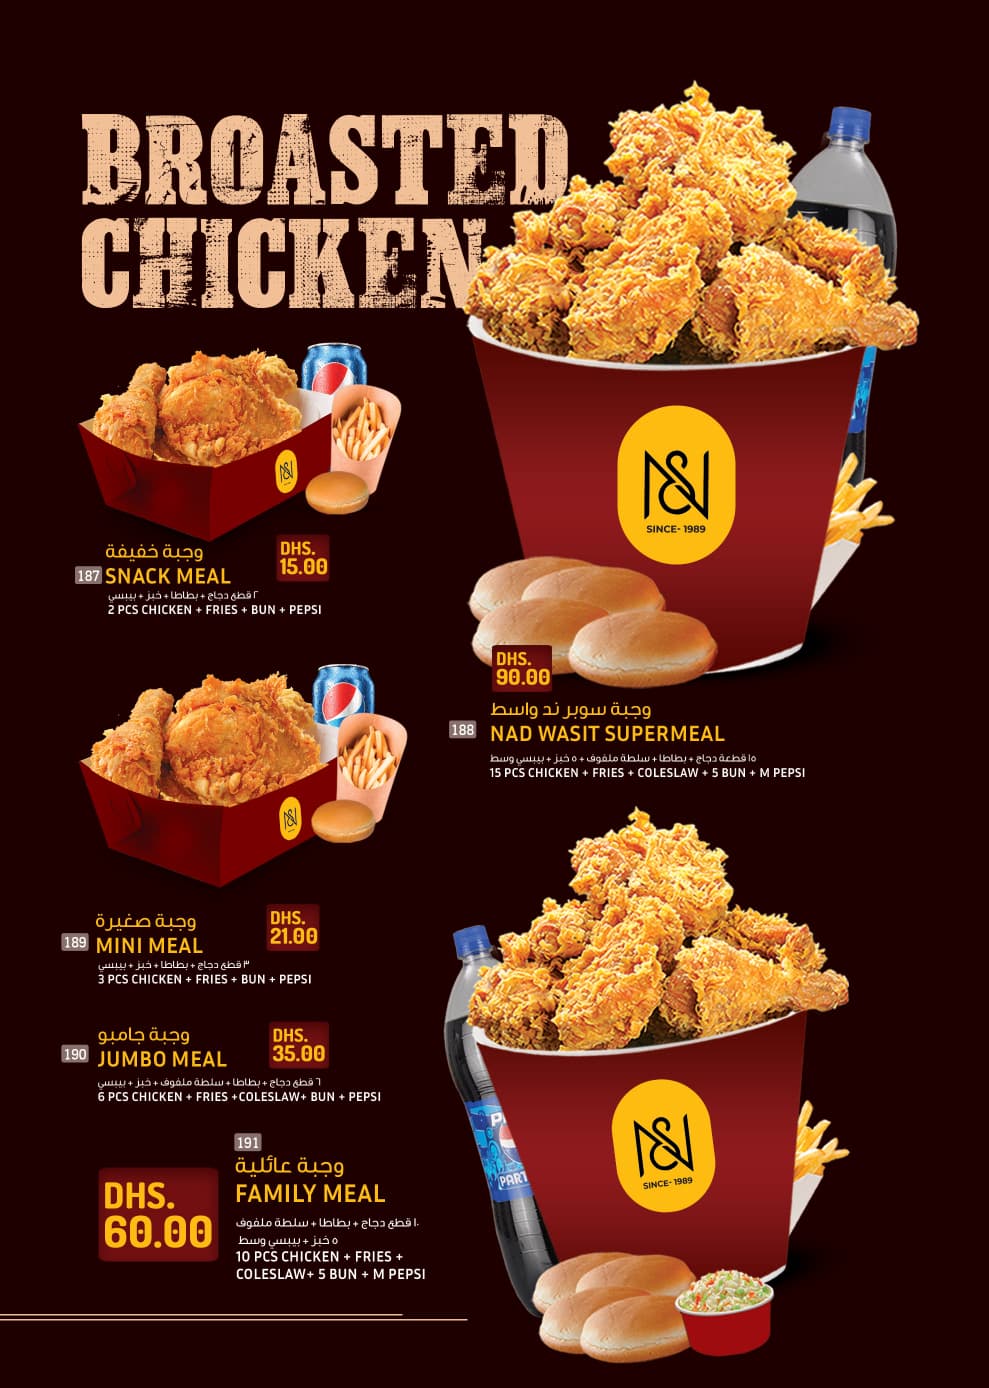 BROASTED
CHICKEN
وجبة خفيفة
187 SNACK MEAL
DHS.
15.00
٢ قطع دجاج + بطاطا + خبز + بيبسي
2 PCS CHICKEN + FRIES + BUN + PEPSI
SINCE- 1989
DHS.
90.00
وجبة سوبر ند واسط
188 NAD WASIT SUPERMEAL
١٥ قطعة دجاج + بطاطا + سلطة ملفوف + ٥ خبز + بيبسي وسط
15 PCS CHICKEN + FRIES + COLESLAW + 5 BUN + M PEPSI
وجبة صغيرة
189 MINI MEAL
DHS.
21.00
٣ قطع دجاج + بطاطا + خبز + بيبسي
3 PCS CHICKEN + FRIES + BUN + PEPSI
وجبة جامبو
190 JUMBO MEAL
DHS.
35.00
٦ قطع دجاج + بطاطا + سلطة ملفوف + خبز + بيبسي
6 PCS CHICKEN + FRIES +COLESLAW+ BUN + PEPSI
191
وجبة عائلية
FAMILY MEAL
DHS.
60.00
١٠ قطع دجاج + بطاطا + سلطة ملفوف
٥ خبز + بيبسي وسط
10 PCS CHICKEN + FRIES +
COLESLAW+ 5 BUN + M PEPSI
SINCE- 1989
PART